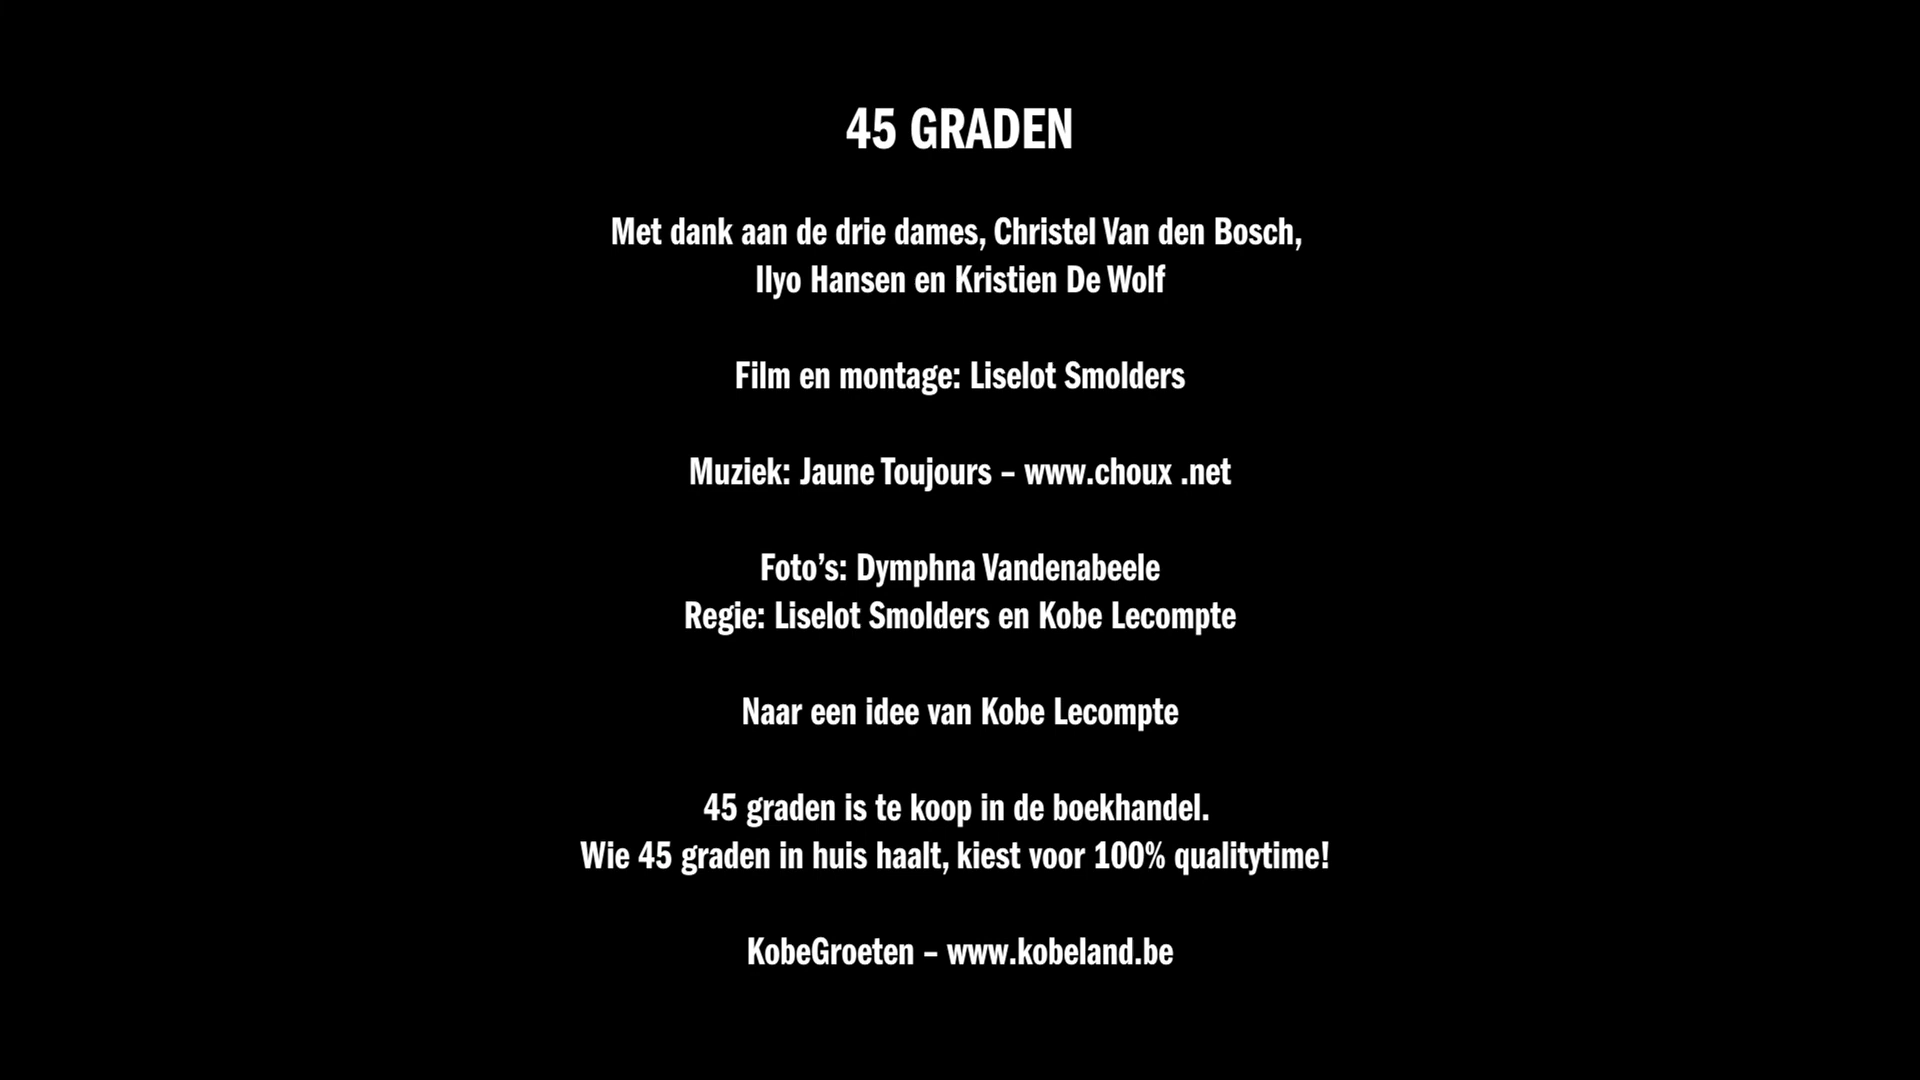 45 GRADEN
Met dank aan de drie dames, Christel Van den Bosch,
Ilyo Hansen en Kristien De Wolf
Film en montage: Liselot Smolders
Muziek: Jaune Toujours – www.choux .net
Foto’s: Dymphna Vandenabeele
Regie: Liselot Smolders en Kobe Lecompte
Naar een idee van Kobe Lecompte
45 graden is te koop in de boekhandel.
Wie 45 graden in huis haalt, kiest voor 100% qualitytime!
KobeGroeten – www.kobeland.be